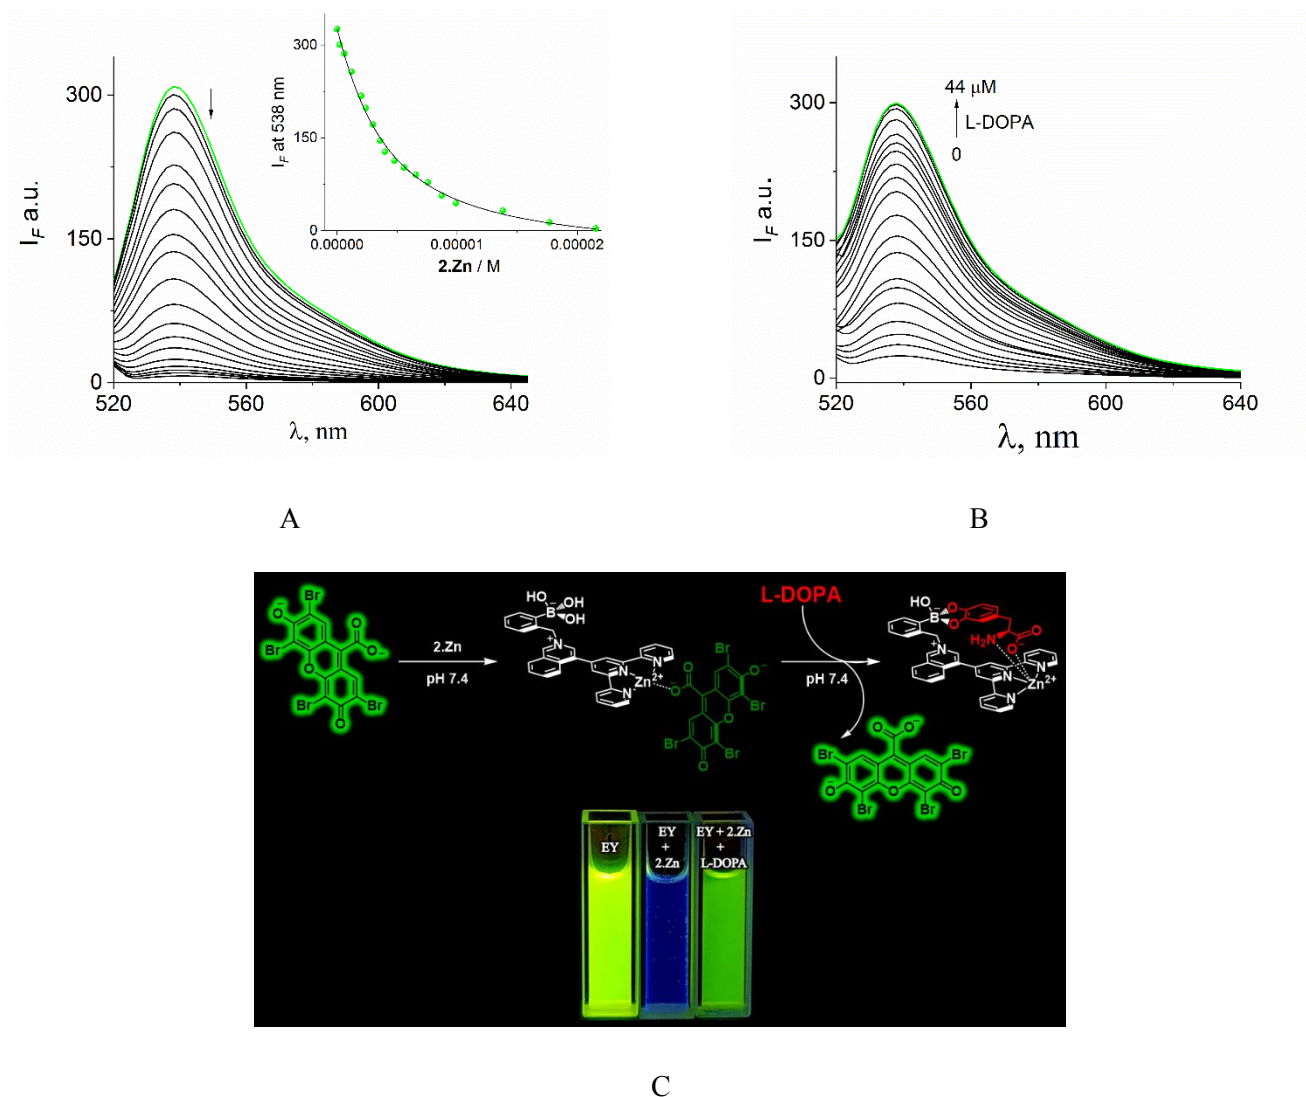 300
150
0
I_F a.u.
520
560
600
640
λ, nm
300
150
0
I_F at 538 nm
0.000000
0.000001
0.000002
2.Zn / M
A
300
150
0
I_F a.u.
44 μM
L-DOPA
0
520
560
600
640
λ, nm
B
Br
O⁻
Br
O
O
O⁻
Br
Br
O
2.Zn
pH 7.4
HO
B⁻
OH
OH
N⁺
N
N
N
Zn²⁺
O⁻
O
Br
O⁻
Br
O
Br
Br
O
L-DOPA
pH 7.4
HO
B⁻
O
O
H₂N
O
O⁻
N⁺
N
N
N
Zn²⁺
O
O⁻
Br
Br
O⁻
O
O
Br
Br
EY
EY
+
2.Zn
EY + 2.Zn
+
L-DOPA
C